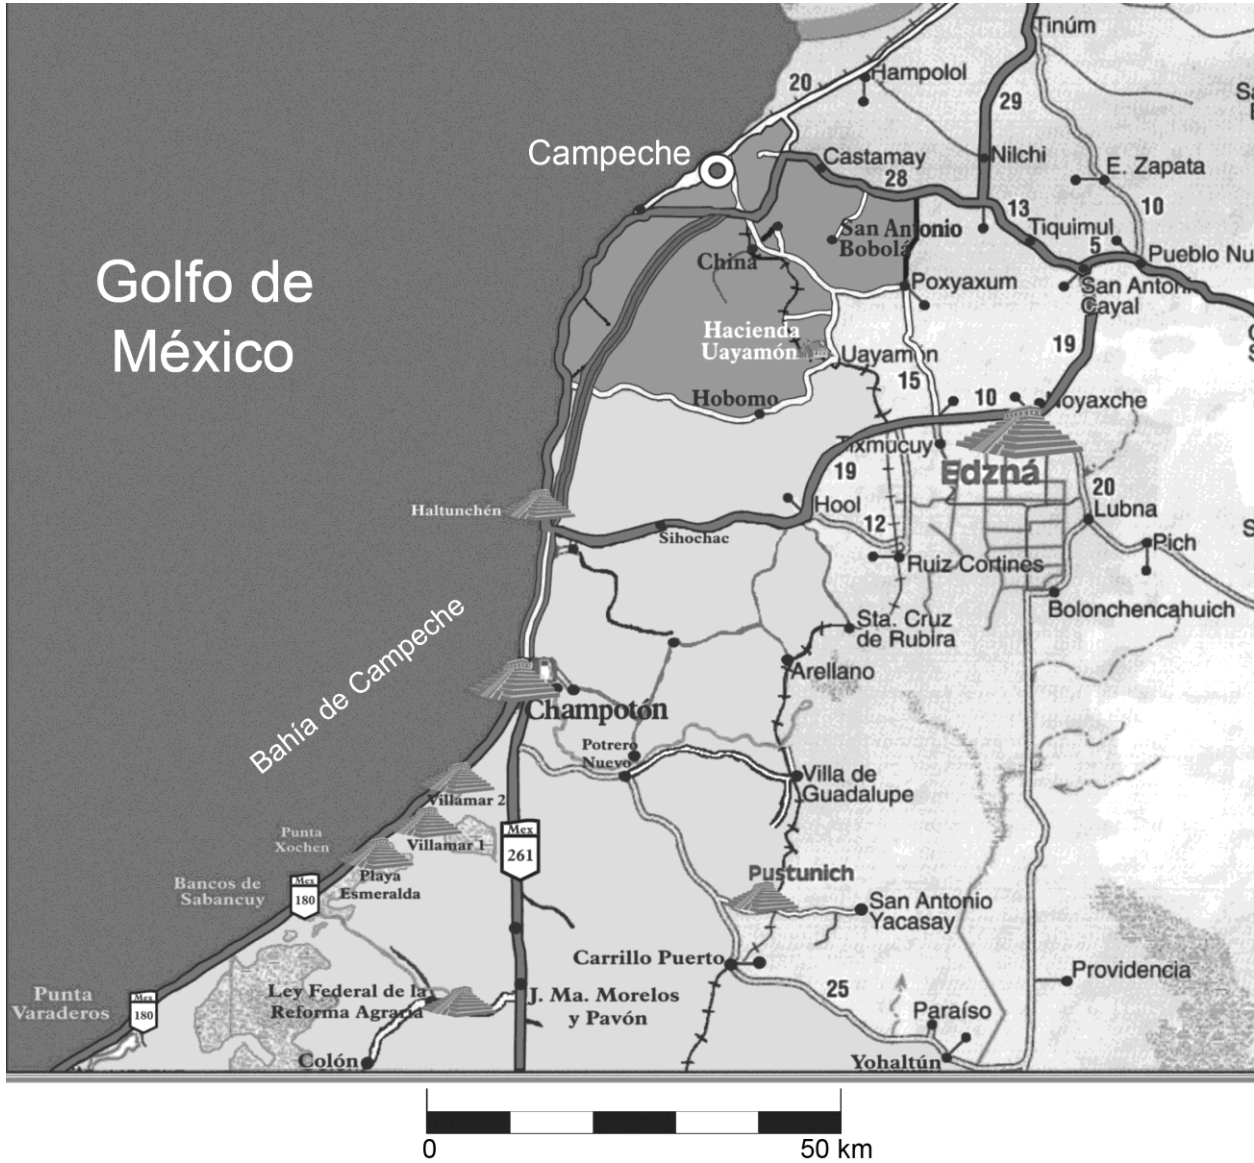 Tinúm
Hampolol
20
29
Campeche
Castamay
Nilchi
28
E. Zapata
13
10
San Antonio
Bobolá
Tiquimul
5
China
Pueblo Nu
Golfo de
México
Poxyaxum
San Antoni
Cayal
Hacienda
Uayamón
Uayamon
19
15
10
Hobomo
Noyaxche
Tixmucuy
Edzná
19
20
Haltunchén
Hool
Lubna
12
Sihochac
Pich
Ruiz Cortines
Bolonchencahuich
Sta. Cruz
de Rubira
Bahía de Campeche
Arellano
Champotón
Potrero
Nuevo
Villa de
Guadalupe
Villamar 2
Punta
Xochen
Villamar 1
Mex
261
Playa
Esmeralda
Pustunich
Bancos de
Sabancuy
Mex
180
San Antonio
Yacasay
Carrillo Puerto
Providencia
Punta
Varaderos
Mex
180
Ley Federal de la
Reforma Agraria
J. Ma. Morelos
y Pavón
25
Paraíso
Colón
Yohaltún
0
50 km